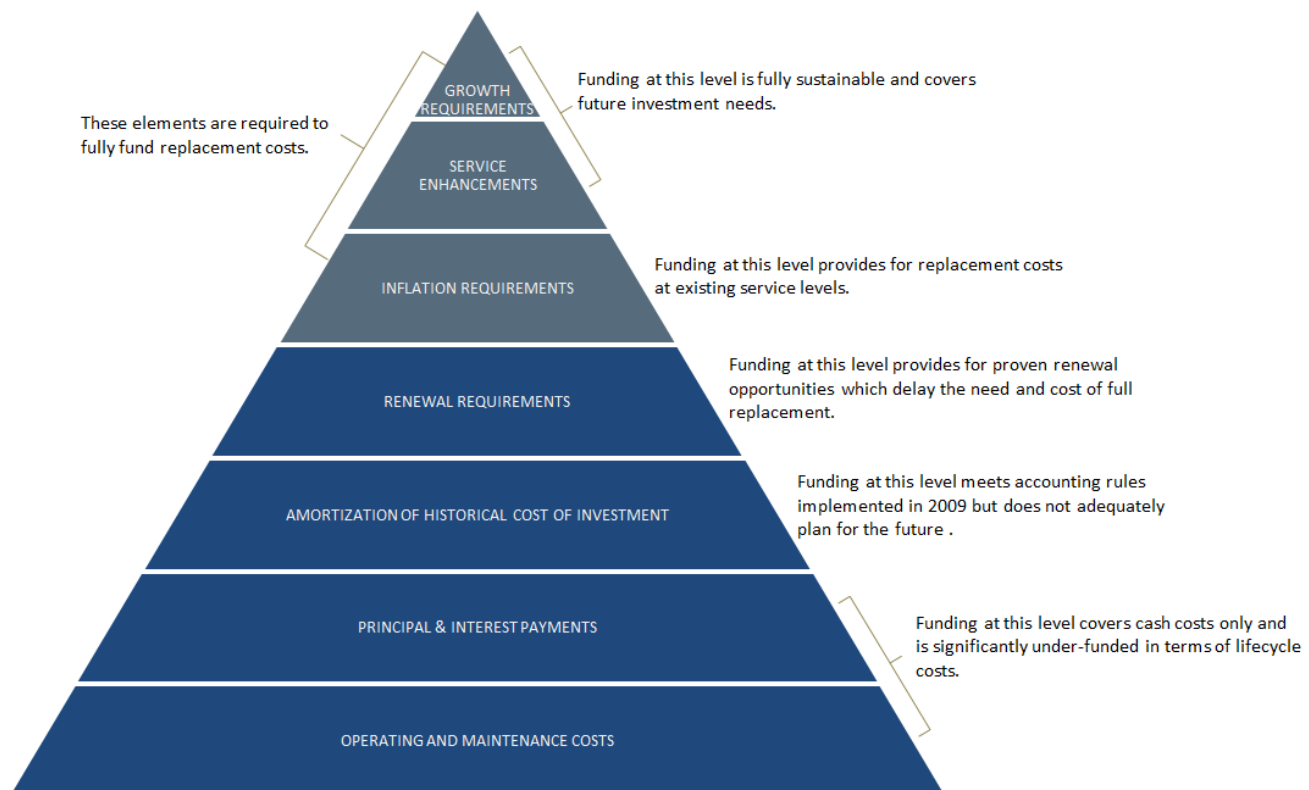 GROWTH
REQUIREMENTS
Funding at this level is fully sustainable and covers
future investment needs.
These elements are required to
fully fund replacement costs.
SERVICE
ENHANCEMENTS
INFLATION REQUIREMENTS
Funding at this level provides for replacement costs
at existing service levels.
RENEWAL REQUIREMENTS
Funding at this level provides for proven renewal
opportunities which delay the need and cost of full
replacement.
AMORTIZATION OF HISTORICAL COST OF INVESTMENT
Funding at this level meets accounting rules
implemented in 2009 but does not adequately
plan for the future .
PRINCIPAL & INTEREST PAYMENTS
Funding at this level covers cash costs only and
is significantly under-funded in terms of lifecycle
costs.
OPERATING AND MAINTENANCE COSTS